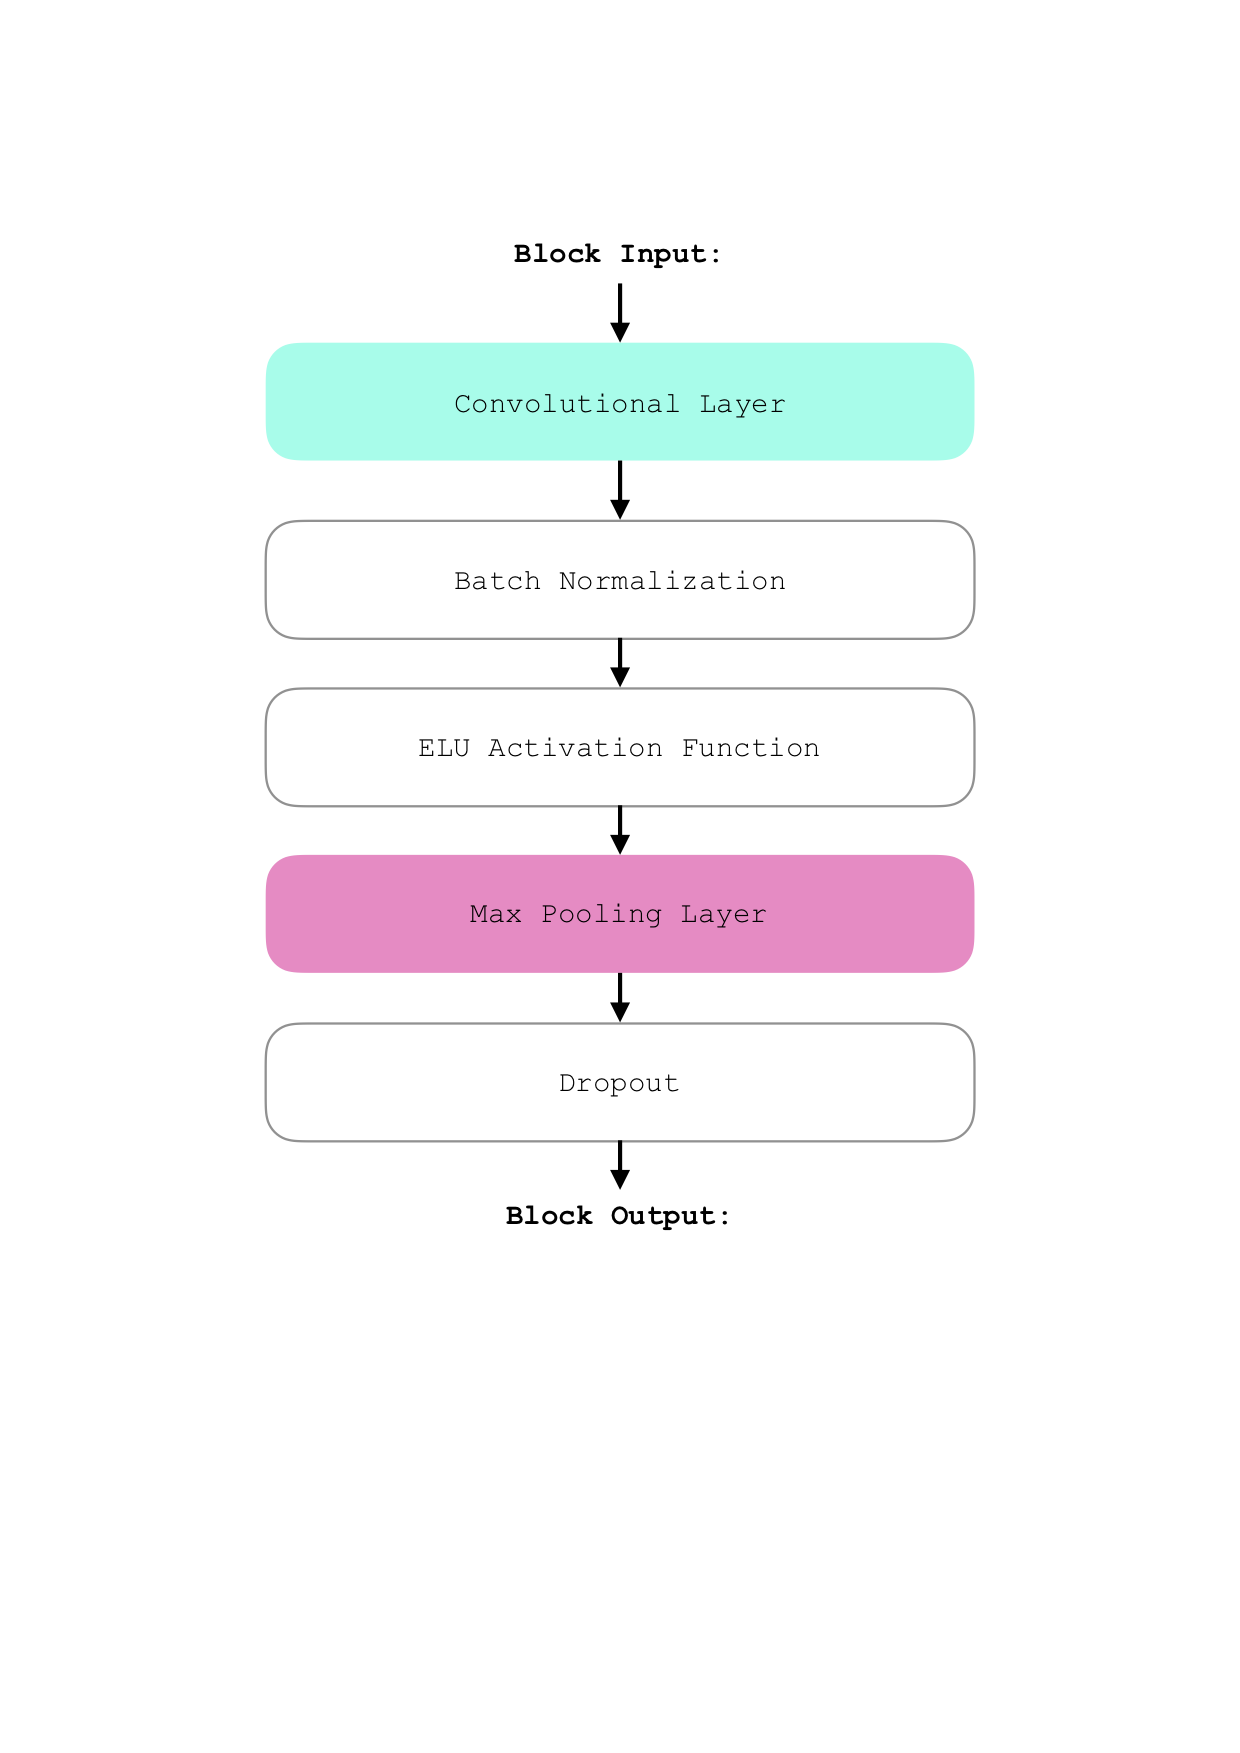 Block Input:
Convolutional Layer
Batch Normalization
ELU Activation Function
Max Pooling Layer
Dropout
Block Output: